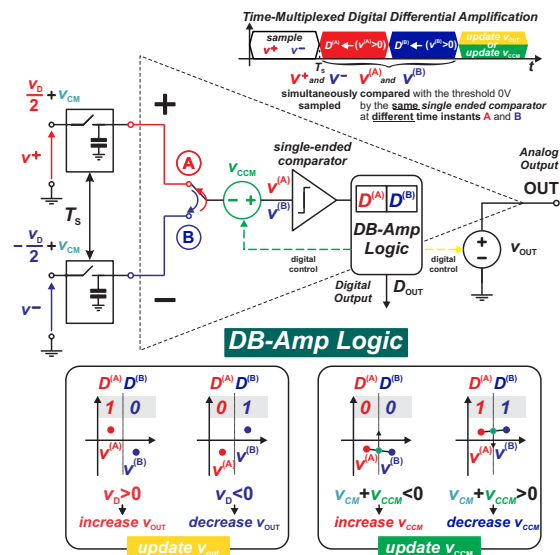 Time-Multiplexed Digital Differential Amplification
sample
v+ v−
D(A)←(v(A)>0)
D(B)←(v(B)>0)
update vOUT
or
update vCCM
Ts
t
v+ and v− v(A) and v(B)
simultaneously compared with the threshold 0V
sampled by the same single ended comparator
at different time instants A and B
vD/2 + vCM
+
v+
Ts
A
B
vCCM
− +
single-ended
comparator
v(A)
v(B)
D(A) D(B)
DB-Amp
Logic
Analog
Output
OUT
+
−
vOUT
digital
control
digital
control
Digital
Output
DOUT
−vD/2 + vCM
−
v−
DB-Amp Logic
D(A) D(B)
1 0
v(A)
v(B)
vD>0
increase vOUT
D(A) D(B)
0 1
v(A)
v(B)
vD<0
decrease vOUT
update vout
D(A) D(B)
0 0
v(A)
v(B)
vCM+vCCM<0
increase vCCM
D(A) D(B)
1 1
v(A)
v(B)
vCM+vCCM>0
decrease vCCM
update vCCM